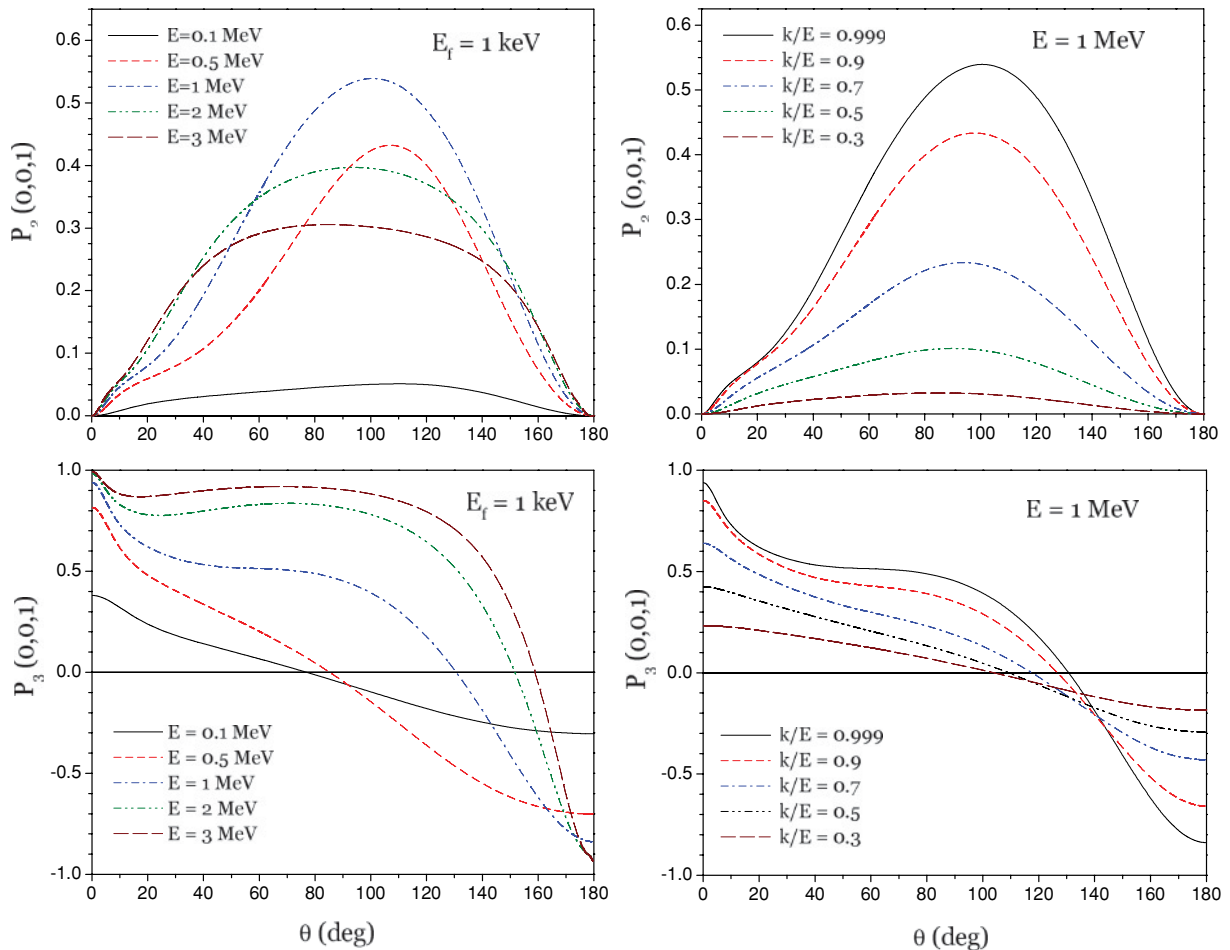 E=0.1 MeV
E=0.5 MeV
E=1 MeV
E=2 MeV
E=3 MeV
E_f = 1 keV
P_2 (0,0,1)
0.6
0.5
0.4
0.3
0.2
0.1
0.0
0 20 40 60 80 100 120 140 160 180
k/E = 0.999
k/E = 0.9
k/E = 0.7
k/E = 0.5
k/E = 0.3
E = 1 MeV
P_2 (0,0,1)
0.6
0.5
0.4
0.3
0.2
0.1
0.0
0 20 40 60 80 100 120 140 160 180
E_f = 1 keV
P_3 (0,0,1)
1.0
0.5
0.0
-0.5
-1.0
E = 0.1 MeV
E = 0.5 MeV
E = 1 MeV
E = 2 MeV
E = 3 MeV
0 20 40 60 80 100 120 140 160 180
θ (deg)
E = 1 MeV
P_3 (0,0,1)
1.0
0.5
0.0
-0.5
-1.0
k/E = 0.999
k/E = 0.9
k/E = 0.7
k/E = 0.5
k/E = 0.3
0 20 40 60 80 100 120 140 160 180
θ (deg)